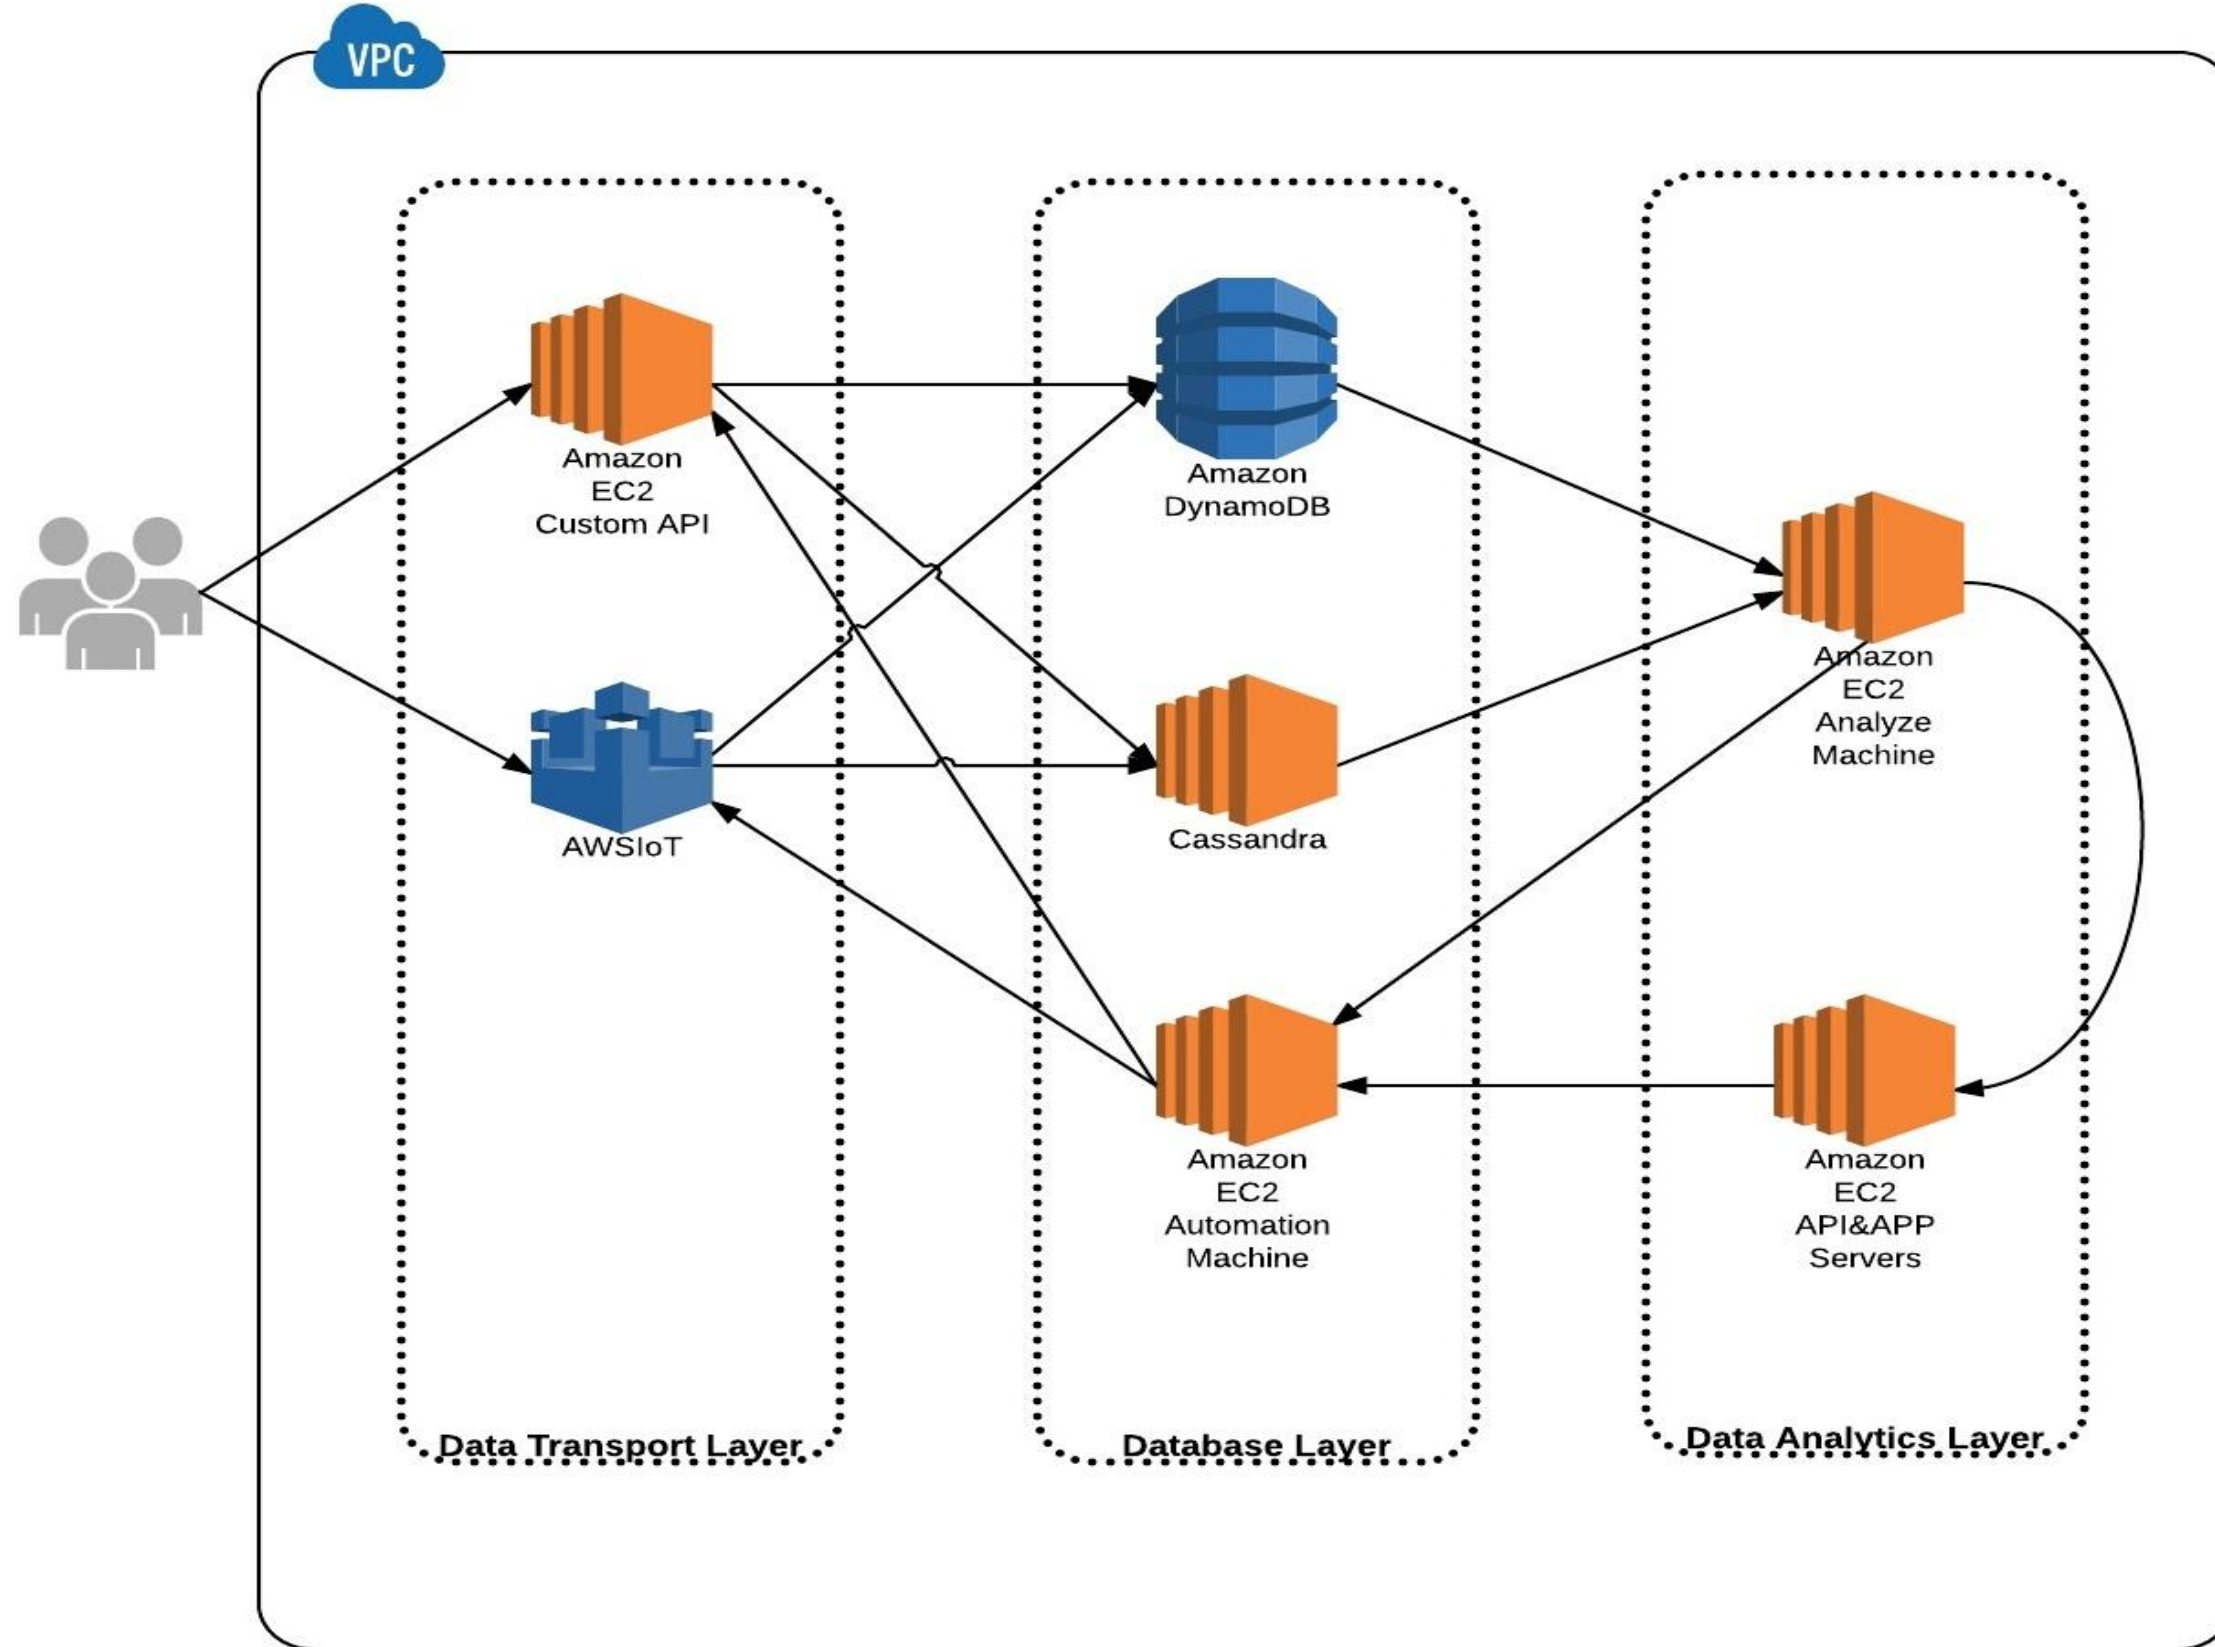 VPC
Amazon
EC2
Custom API
AWSIoT
Data Transport Layer
Amazon
DynamoDB
Cassandra
Amazon
EC2
Automation
Machine
Database Layer
Amazon
EC2
Analyze
Machine
Amazon
EC2
API&APP
Servers
Data Analytics Layer